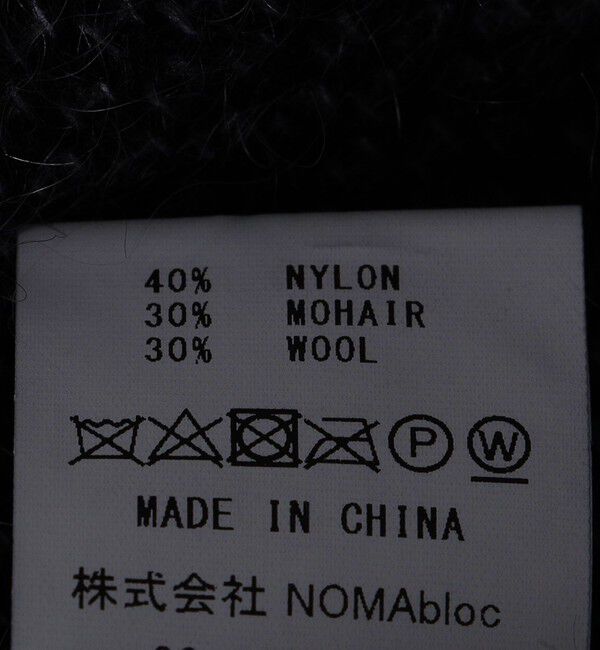 40% NYLON
30% MOHAIR
30% WOOL
P W
MADE IN CHINA
株式会社 NOMAbloc